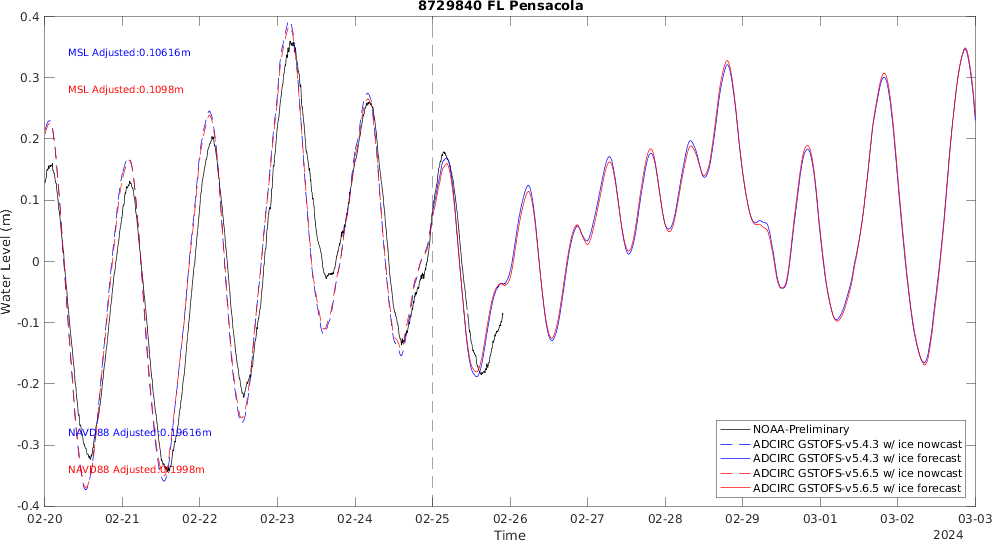 8729840 FL Pensacola
0.4
0.3
0.2
0.1
0
-0.1
-0.2
-0.3
-0.4
Water Level (m)
MSL Adjusted:0.10616m
MSL Adjusted:0.1098m
NAVD88 Adjusted:0.19616m
NAVD88 Adjusted:0.1998m
NOAA-Preliminary
ADCIRC GSTOFS-v5.4.3 w/ ice nowcast
ADCIRC GSTOFS-v5.4.3 w/ ice forecast
ADCIRC GSTOFS-v5.6.5 w/ ice nowcast
ADCIRC GSTOFS-v5.6.5 w/ ice forecast
02-20 02-21 02-22 02-23 02-24 02-25 02-26 02-27 02-28 02-29 03-01 03-02 03-03
Time
2024